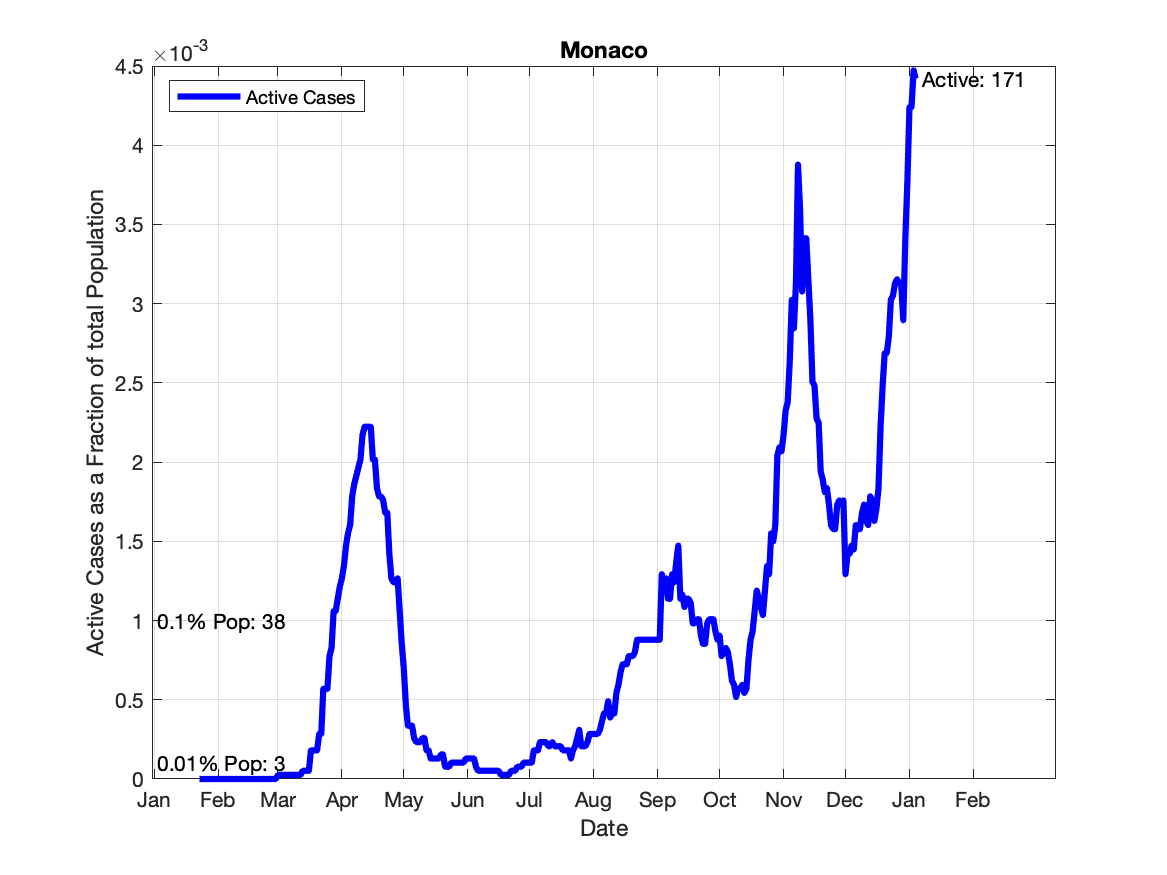 Monaco
×10-3
4.5
4
3.5
3
2.5
2
1.5
1
0.5
0
Active Cases as a Fraction of total Population
Active Cases
Active: 171
0.1% Pop: 38
0.01% Pop: 3
Jan Feb Mar Apr May Jun Jul Aug Sep Oct Nov Dec Jan Feb
Date